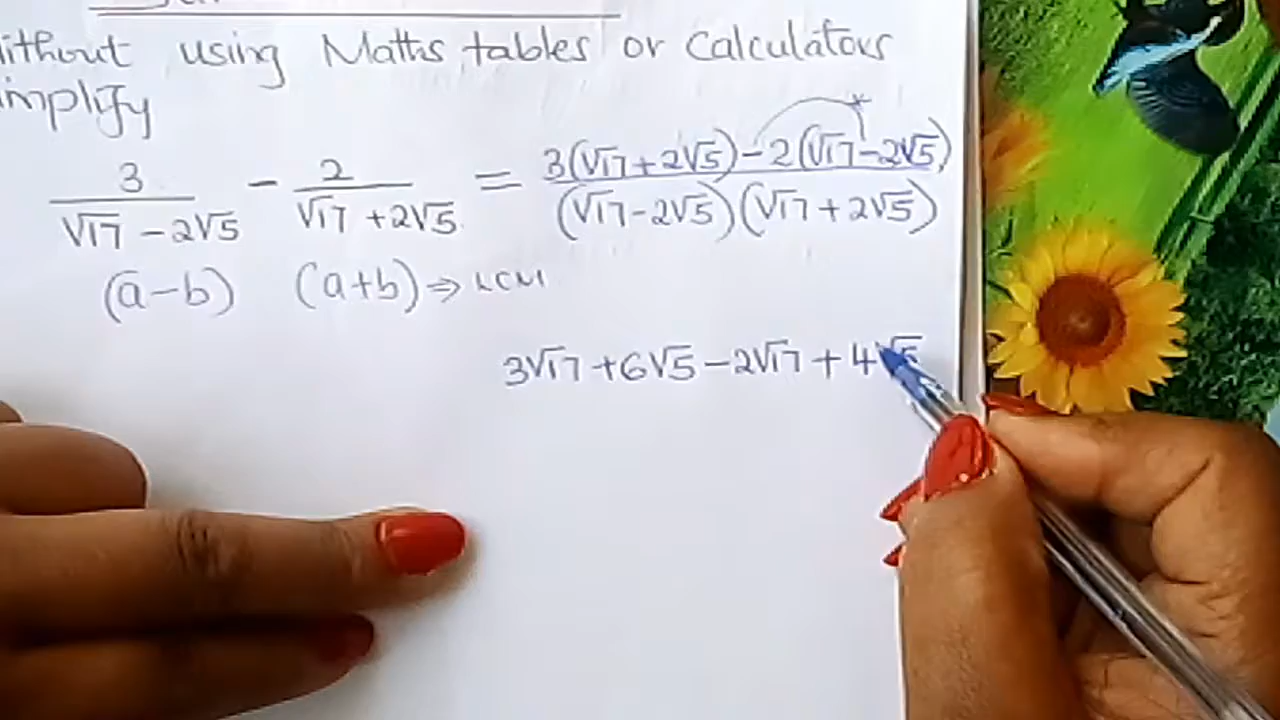 ithout using Maths tables or Calculators
implify
3/(√17 - 2√5) - 2/(√17 + 2√5) = (3(√17 + 2√5) - 2(√17 - 2√5))/((√17 - 2√5)(√17 + 2√5))
(a-b) (a+b) ⇒ LCM
3√17 + 6√5 - 2√17 + 4√5